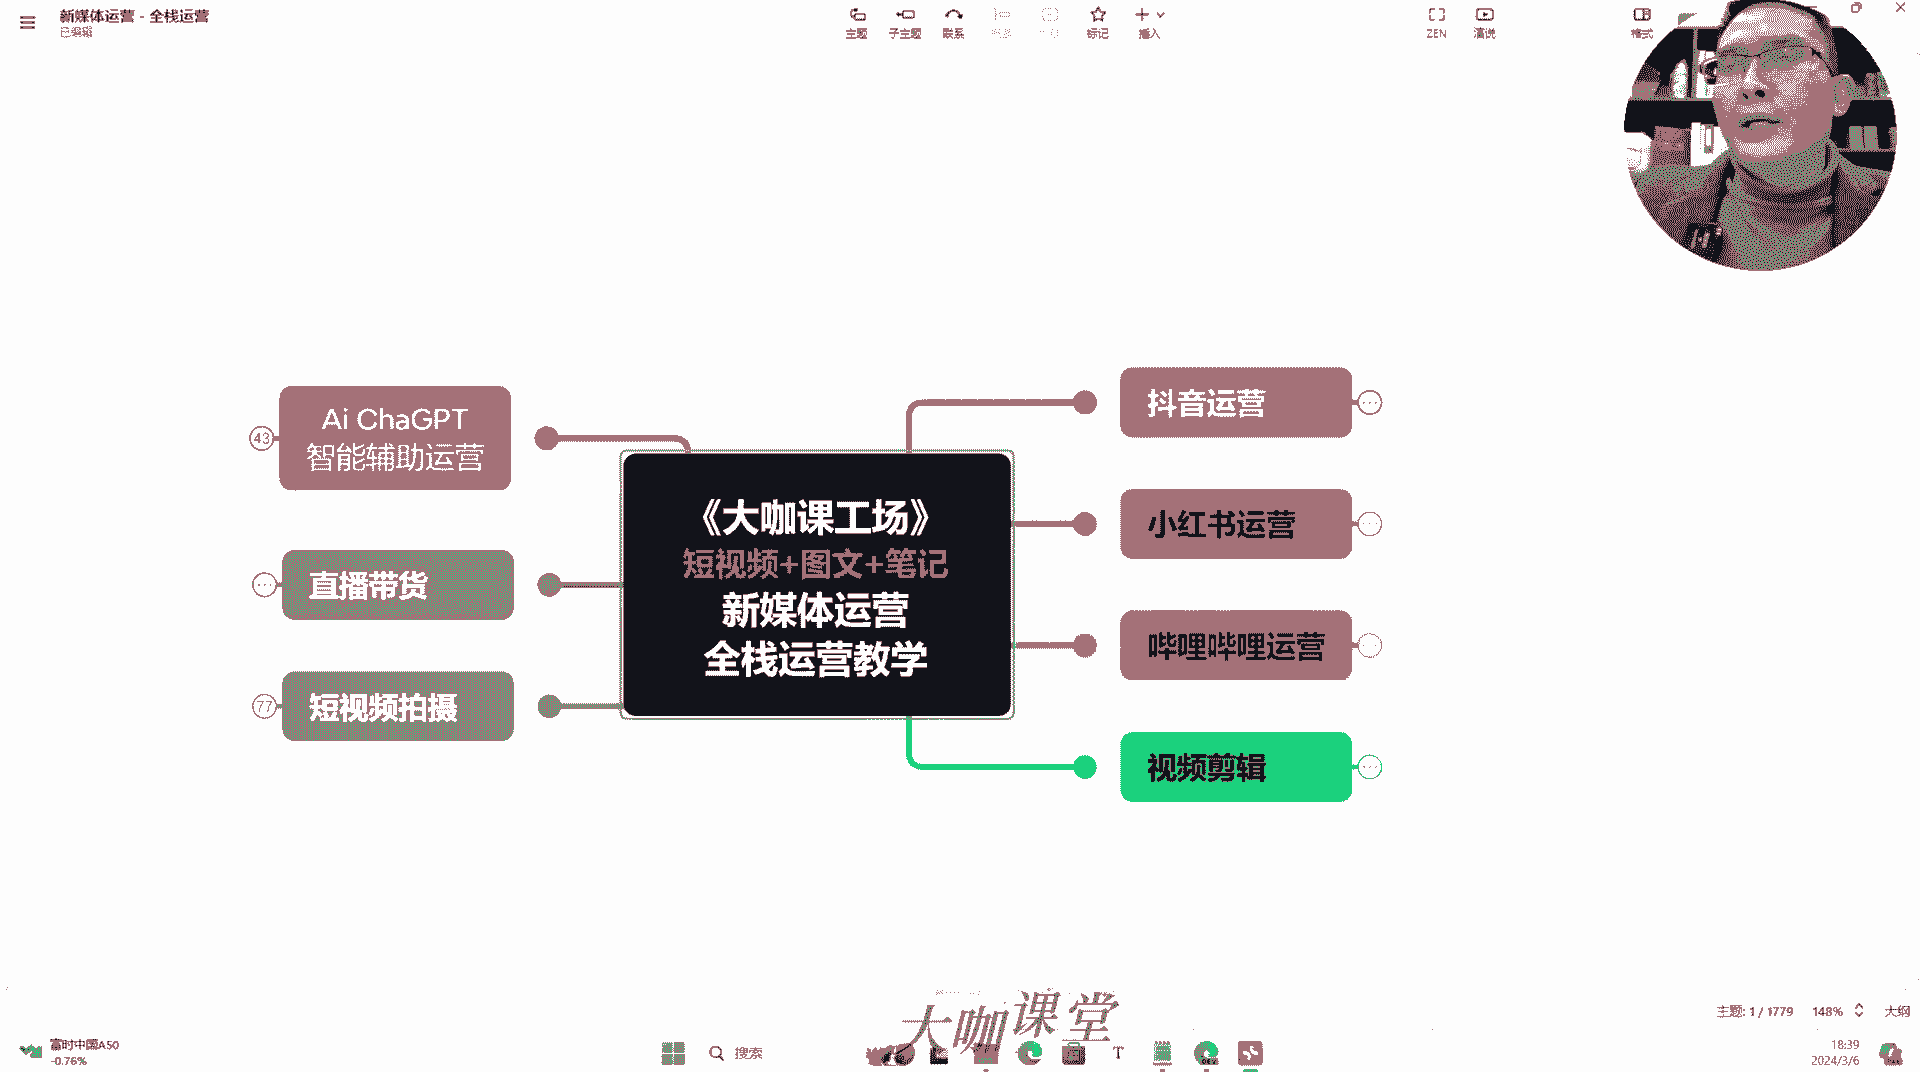 新媒体运营 - 全栈运营
已编辑
主题
子主题
联系
标记
插入
ZEN
演说
格式
Ai ChaGPT
智能辅助运营
43
直播带货
短视频拍摄
77
《大咖课工场》
短视频+图文+笔记
新媒体运营
全栈运营教学
抖音运营
小红书运营
哔哩哔哩运营
视频剪辑
大咖课堂
主题: 1 / 1779
148%
大纲
富时中国A50
-0.76%
搜索
18:39
2024/3/6